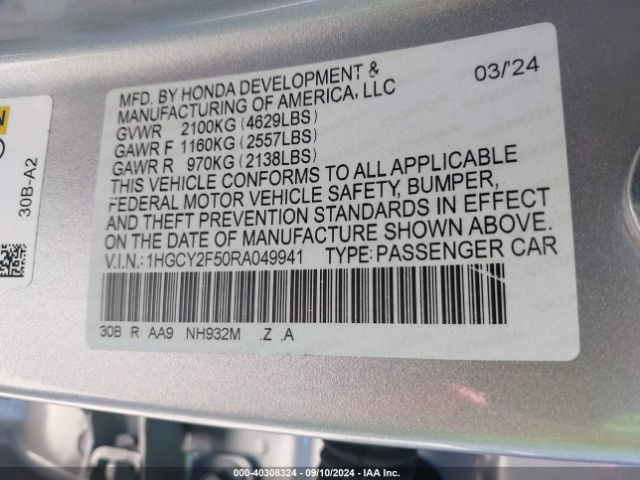 MFD. BY HONDA DEVELOPMENT & 03/'24
MANUFACTURING OF AMERICA, LLC
GVWR 2100KG (4629LBS)
GAWR F 1160KG (2557LBS)
GAWR R 970KG (2138LBS)
THIS VEHICLE CONFORMS TO ALL APPLICABLE
FEDERAL MOTOR VEHICLE SAFETY, BUMPER,
AND THEFT PREVENTION STANDARDS IN EFFECT
ON THE DATE OF MANUFACTURE SHOWN ABOVE.
V.I.N.: 1HGCY2F50RA049941 TYPE: PASSENGER CAR
30B R AA9 NH932M .Z .A
30B-A2
000-40308324 / 09/10/2024 / IAA Inc.